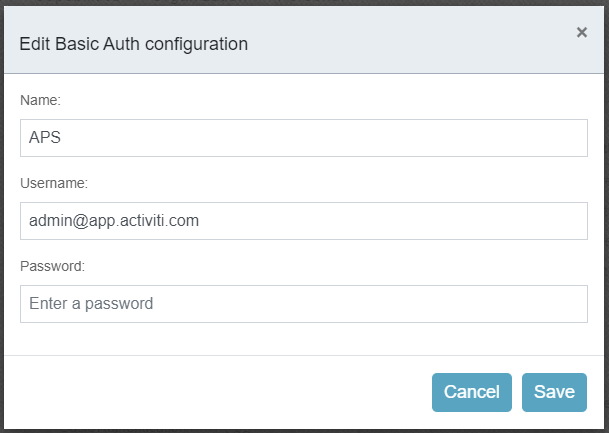 Edit Basic Auth configuration
×
Name:
APS
Username:
admin@app.activiti.com
Password:
Enter a password
Cancel Save